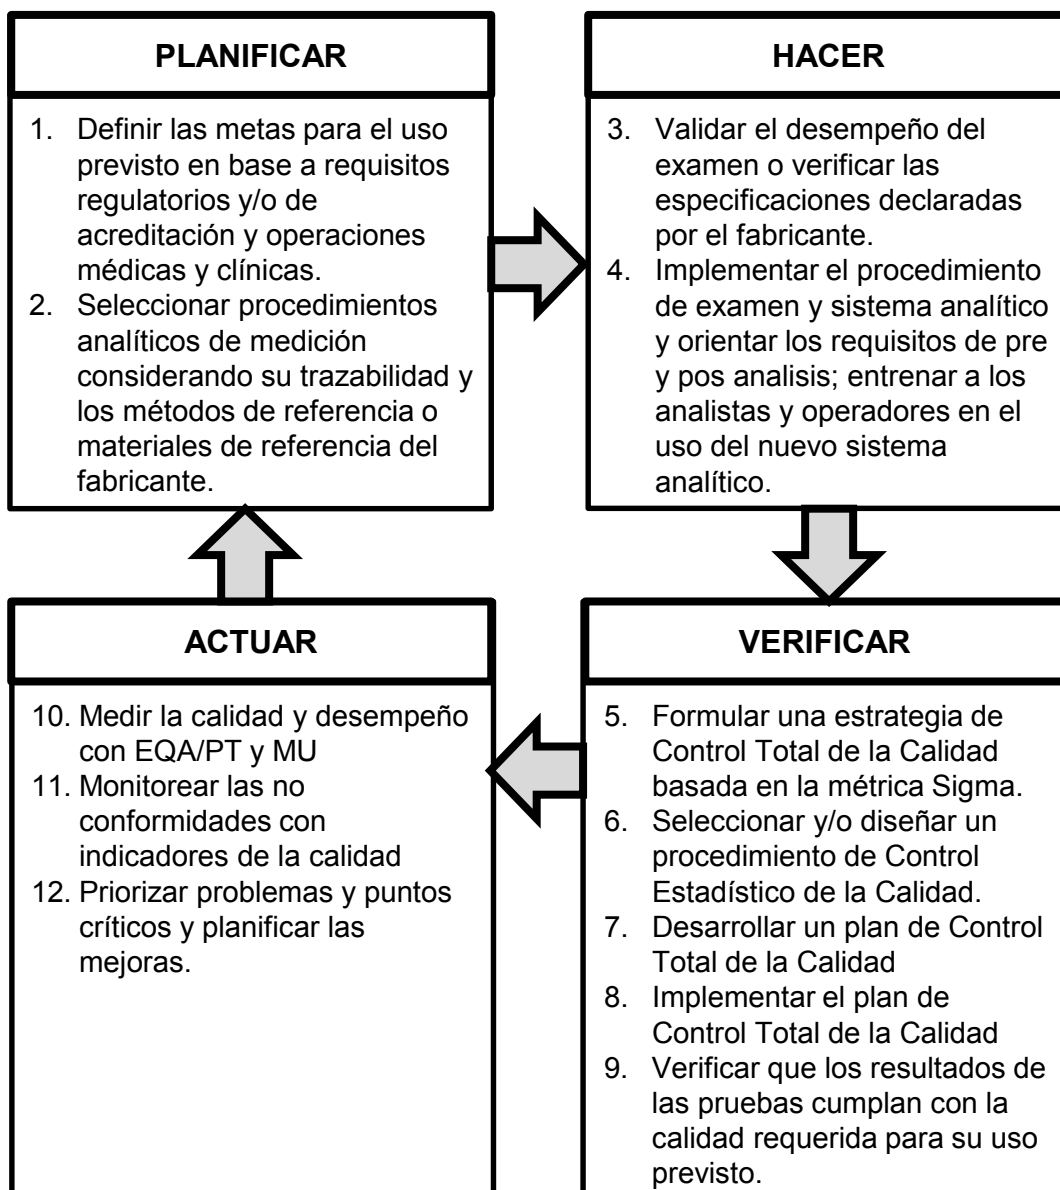 PLANIFICAR
1. Definir las metas para el uso
previsto en base a requisitos
regulatorios y/o de
acreditación y operaciones
médicas y clínicas.
2. Seleccionar procedimientos
analíticos de medición
considerando su trazabilidad y
los métodos de referencia o
materiales de referencia del
fabricante.
HACER
3. Validar el desempeño del
examen o verificar las
especificaciones declaradas
por el fabricante.
4. Implementar el procedimiento
de examen y sistema analítico
y orientar los requisitos de pre
y pos analisis; entrenar a los
analistas y operadores en el
uso del nuevo sistema
analítico.
VERIFICAR
5. Formular una estrategia de
Control Total de la Calidad
basada en la métrica Sigma.
6. Seleccionar y/o diseñar un
procedimiento de Control
Estadístico de la Calidad.
7. Desarrollar un plan de Control
Total de la Calidad
8. Implementar el plan de
Control Total de la Calidad
9. Verificar que los resultados de
las pruebas cumplan con la
calidad requerida para su uso
previsto.
ACTUAR
10. Medir la calidad y desempeño
con EQA/PT y MU
11. Monitorear las no
conformidades con
indicadores de la calidad
12. Priorizar problemas y puntos
críticos y planificar las
mejoras.